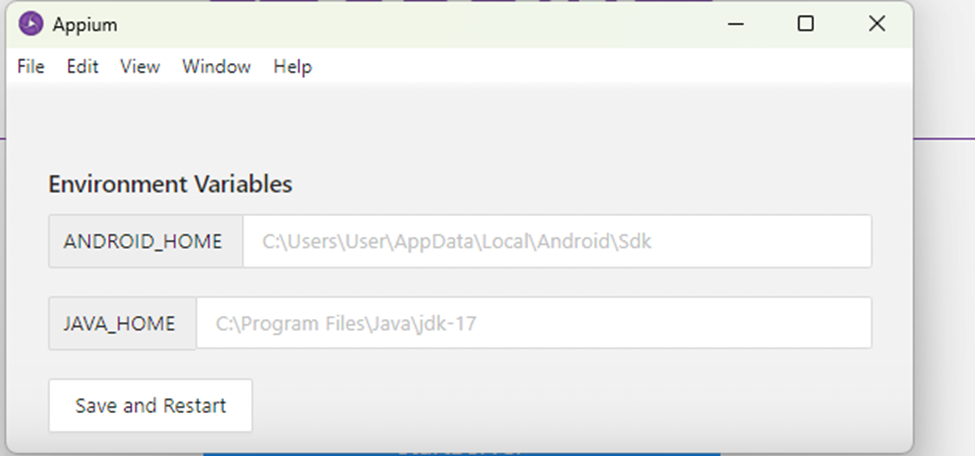 Appium
File Edit View Window Help
Environment Variables
ANDROID_HOME C:\Users\User\AppData\Local\Android\Sdk
JAVA_HOME C:\Program Files\Java\jdk-17
Save and Restart